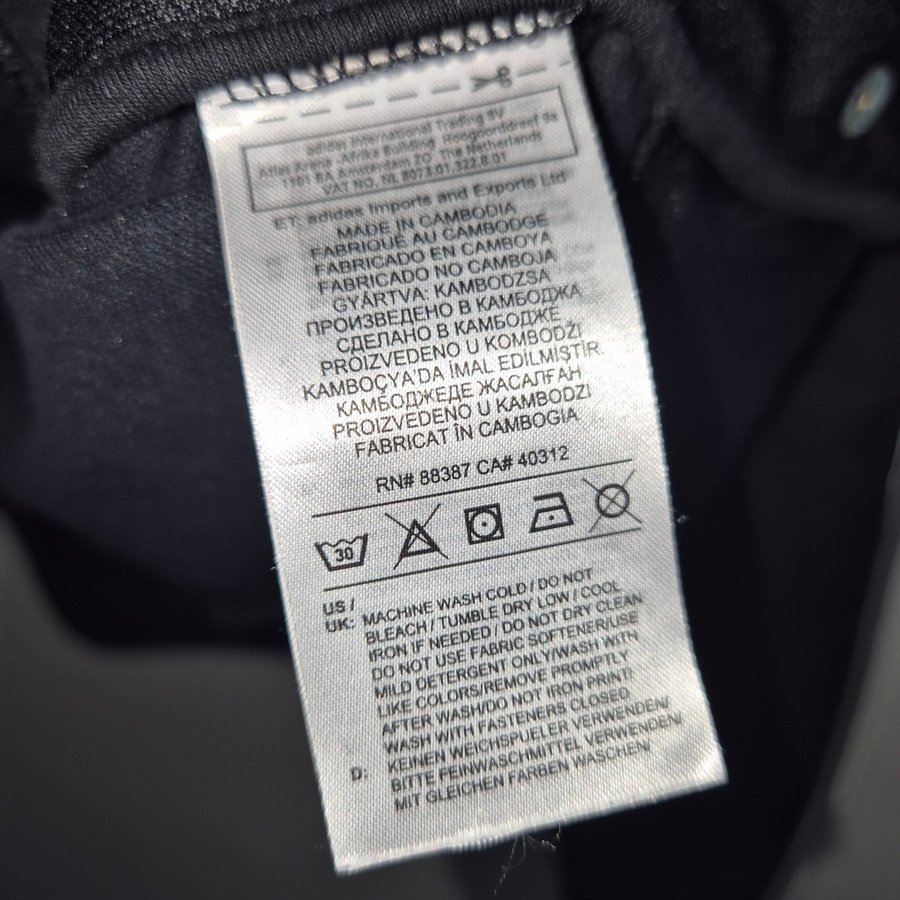 adidas International Trading BV
Atlas Arena -Afrika Building ,Hoogoorddreef 9a
1101 BA Amsterdam ZO ,The Netherlands
VAT NO. NL 8073.01.322.B.01
ET: adidas Imports and Exports Ltd
MADE IN CAMBODIA
FABRIQUÉ AU CAMBODGE
FABRICADO EN CAMBOYA
FABRICADO NO CAMBOJA
GYÁRTVA: KAMBODZSA
ПРОИЗВЕДЕНО В КАМБОДЖА
СДЕЛАНО В КАМБОДЖЕ
PROIZVEDENO U KOMBODŽI
KAMBOÇYA'DA İMAL EDİLMİŞTİR.
КАМБОДЖЕДЕ ЖАСАЛҒАН
PROIZVEDENO U KAMBODŽI
FABRICAT ÎN CAMBOGIA
RN# 88387 CA# 40312
30
US / UK: MACHINE WASH COLD / DO NOT
BLEACH / TUMBLE DRY LOW / COOL
IRON IF NEEDED / DO NOT DRY CLEAN
DO NOT USE FABRIC SOFTENER/USE
MILD DETERGENT ONLY/WASH WITH
LIKE COLORS/REMOVE PROMPTLY
AFTER WASH/DO NOT IRON PRINT/
WASH WITH FASTENERS CLOSED
D: KEINEN WEICHSPUELER VERWENDEN/
BITTE FEINWASCHMITTEL VERWENDEN/
MIT GLEICHEN FARBEN WASCHEN/